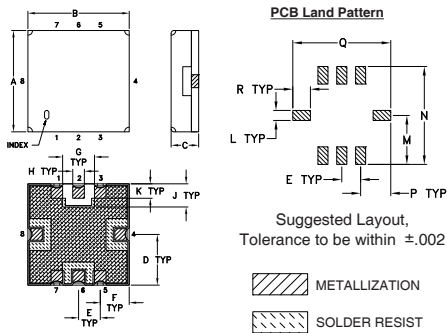 PCB Land Pattern
7 6 5
B
A
8
4
C
INDEX
1 2 3
Q
R TYP
L TYP
N
M
E TYP
P TYP
G
TYP
H TYP
1 2 3
K TYP
J TYP
8
4
D
7 6 5
E
TYP
F
Suggested Layout,
Tolerance to be within ±.002
METALLIZATION
SOLDER RESIST